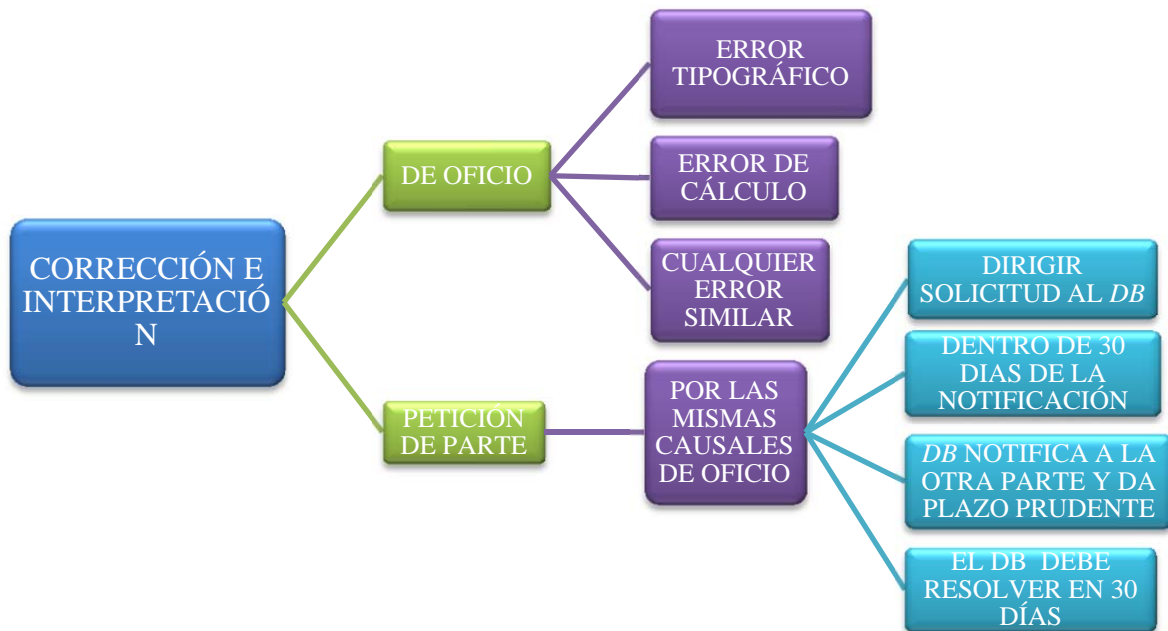 CORRECCIÓN E
INTERPRETACIÓ
N
DE OFICIO
ERROR
TIPOGRÁFICO
ERROR DE
CÁLCULO
CUALQUIER
ERROR
SIMILAR
PETICIÓN
DE PARTE
POR LAS
MISMAS
CAUSALES
DE OFICIO
DIRIGIR
SOLICITUD AL DB
DENTRO DE 30
DIAS DE LA
NOTIFICACIÓN
DB NOTIFICA A LA
OTRA PARTE Y DA
PLAZO PRUDENTE
EL DB DEBE
RESOLVER EN 30
DÍAS